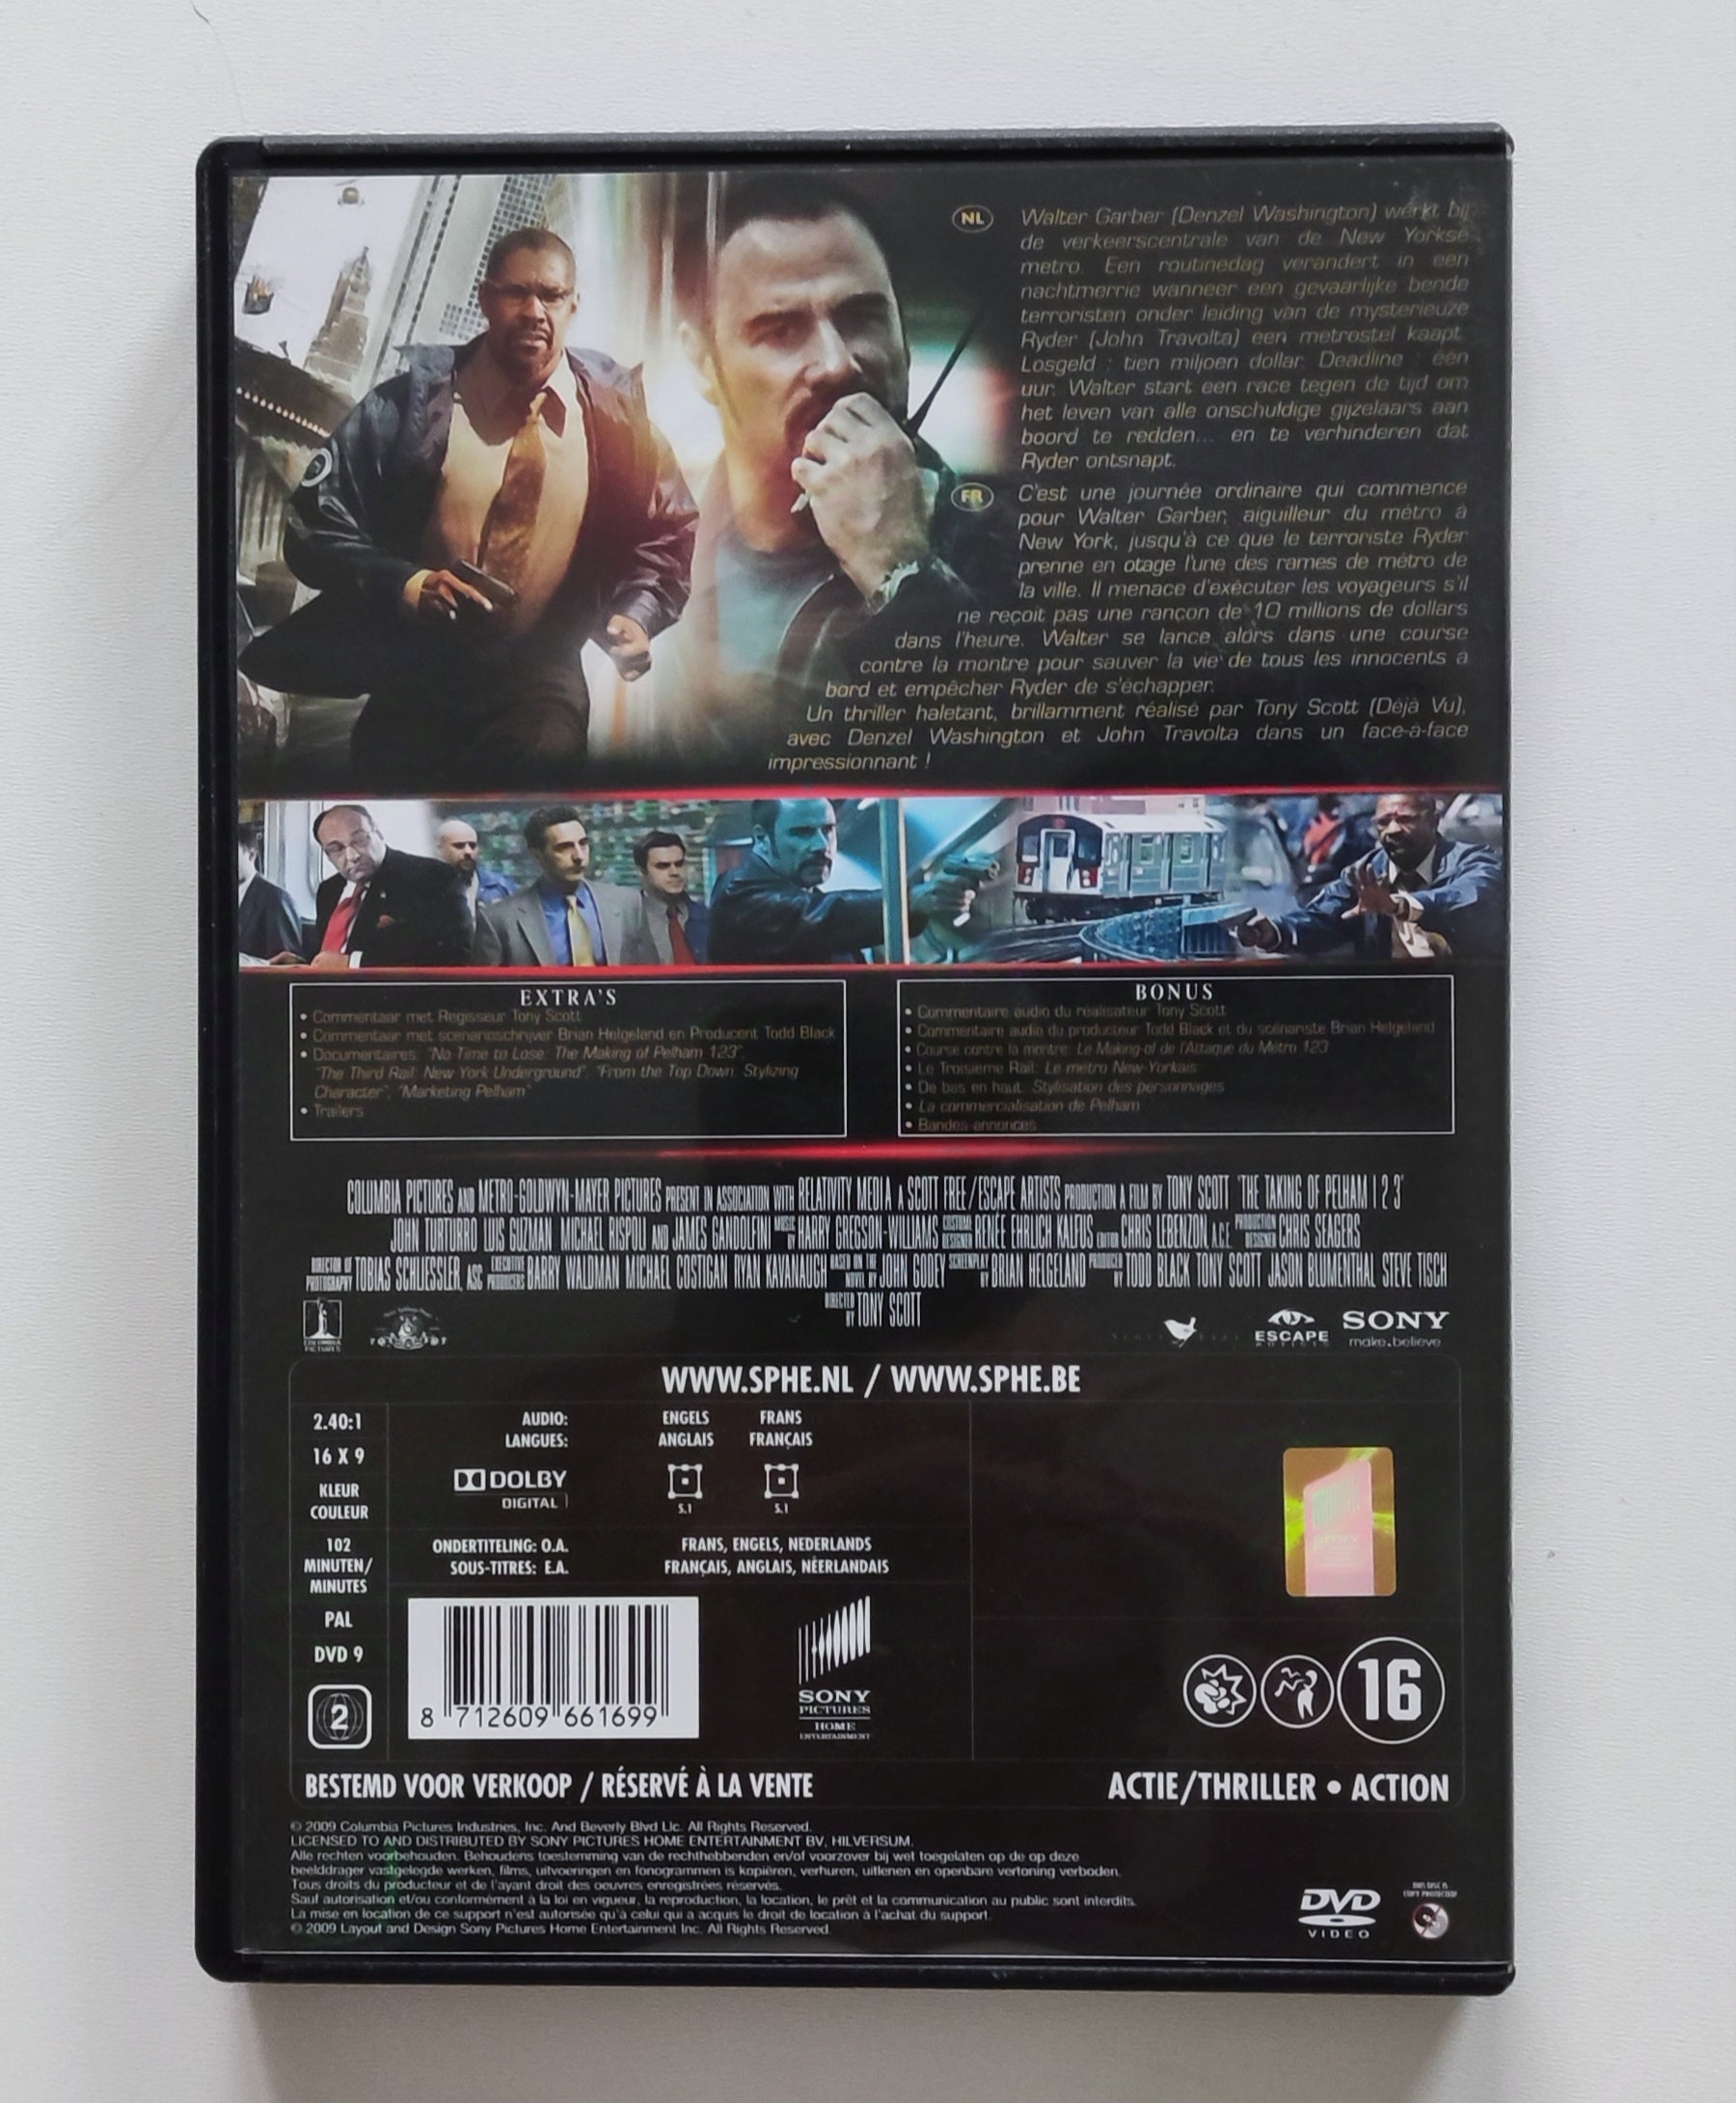 NL
Walter Garber (Denzel Washington) werkt bij
de verkeerscentrale van de New Yorkse
metro. Een routinedag verandert in een
nachtmerrie wanneer een gevaarlijke bende
terroristen onder leiding van de mysterieuze
Ryder (John Travolta) een metrostel kaapt.
Losgeld : tien miljoen dollar. Deadline : één
uur. Walter start een race tegen de tijd om
het leven van alle onschuldige gijzelaars aan
boord te redden... en te verhinderen dat
Ryder ontsnapt.
FR
C'est une journée ordinaire qui commence
pour Walter Garber, aiguilleur du métro à
New York, jusqu'à ce que le terroriste Ryder
prenne en otage l'une des rames de métro de
la ville. Il menace d'exécuter les voyageurs s'il
ne reçoit pas une rançon de 10 millions de dollars
dans l'heure. Walter se lance alors dans une course
contre la montre pour sauver la vie de tous les innocents à
bord et empêcher Ryder de s'échapper.
Un thriller haletant, brillamment réalisé par Tony Scott (Déjà Vu),
avec Denzel Washington et John Travolta dans un face-à-face
impressionnant !
EXTRA'S
• Commentaar met Regisseur Tony Scott
• Commentaar met scenarioschrijver Brian Helgeland en Producent Todd Black
• Documentaires: "No Time to Lose: The Making of Pelham 123",
"The Third Rail: New York Underground", "From the Top Down: Stylizing
Character", "Marketing Pelham"
• Trailers
BONUS
• Commentaire audio du réalisateur Tony Scott
• Commentaire audio du producteur Todd Black et du scénariste Brian Helgeland
• Course contre la montre: Le Making-of de l'Attaque du Métro 123
• Le Troisième Rail: Le métro New-Yorkais
• De bas en haut: Stylisation des personnages
• La commercialisation de Pelham
• Bandes-annonces
COLUMBIA PICTURES AND METRO-GOLDWYN-MAYER PICTURES PRESENT IN ASSOCIATION WITH RELATIVITY MEDIA A SCOTT FREE/ESCAPE ARTISTS PRODUCTION A FILM BY TONY SCOTT "THE TAKING OF PELHAM 1 2 3"
JOHN TURTURRO LUIS GUZMAN MICHAEL RISPOLI AND JAMES GANDOLFINI MUSIC BY HARRY GREGSON-WILLIAMS COSTUME DESIGNER RENÉE EHRLICH KALFUS EDITOR CHRIS LEBENZON, A.C.E. PRODUCTION DESIGNER CHRIS SEAGERS
DIRECTOR OF PHOTOGRAPHY TOBIAS SCHLIESSLER, ASC EXECUTIVE PRODUCERS BARRY WALDMAN MICHAEL COSTIGAN RYAN KAVANAUGH BASED ON THE NOVEL BY JOHN GODEY SCREENPLAY BY BRIAN HELGELAND PRODUCED BY TODD BLACK TONY SCOTT JASON BLUMENTHAL STEVE TISCH
DIRECTED BY TONY SCOTT
COLUMBIA PICTURES
ESCAPE ARTISTS
SONY
make.believe
WWW.SPHE.NL / WWW.SPHE.BE
2.40:1
16 X 9
KLEUR
COULEUR
102
MINUTEN/
MINUTES
PAL
DVD 9
2
AUDIO: ENGELS FRANS
LANGUES: ANGLAIS FRANÇAIS
DOLBY
DIGITAL
5.1 5.1
ONDERTITELING: O.A. FRANS, ENGELS, NEDERLANDS
SOUS-TITRES: E.A. FRANÇAIS, ANGLAIS, NÉERLANDAIS
8 712609 661699
SONY
PICTURES
HOME
ENTERTAINMENT
16
BESTEMD VOOR VERKOOP / RÉSERVÉ À LA VENTE
ACTIE/THRILLER • ACTION
© 2009 Columbia Pictures Industries, Inc. And Beverly Blvd Llc. All Rights Reserved.
LICENSED TO AND DISTRIBUTED BY SONY PICTURES HOME ENTERTAINMENT BV, HILVERSUM.
Alle rechten voorbehouden. Behoudens toestemming van de rechthebbenden en/of voorzover bij wet toegelaten op de op deze
beelddrager vastgelegde werken, films, uitvoeringen en fonogrammen is kopiëren, verhuren, uitlenen en openbare vertoning verboden.
Tous droits du producteur et de l'ayant droit des oeuvres enregistrées réservés.
Sauf autorisation et/ou conformément à la loi en vigueur, la reproduction, la location, le prêt et la communication au public sont interdits.
La mise en location de ce support n'est autorisée qu'à celui qui a acquis le droit de location à l'achat du support.
© 2009 Layout and Design Sony Pictures Home Entertainment Inc. All Rights Reserved.
DVD
VIDEO
THIS DISC IS
COPY PROTECTED